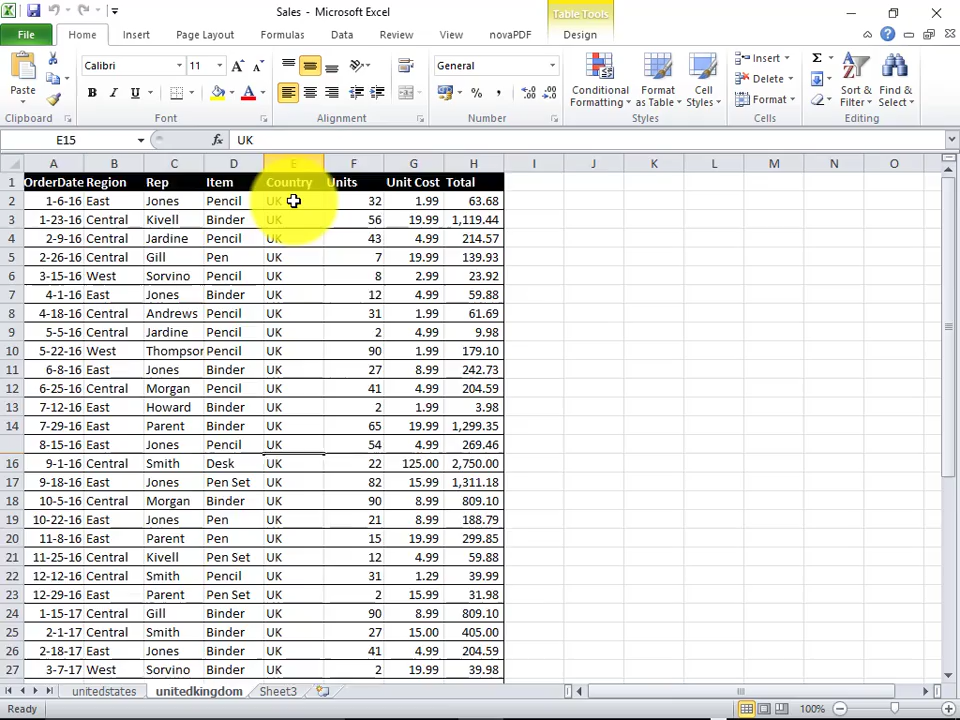 Sales - Microsoft Excel
Table Tools
File Home Insert Page Layout Formulas Data Review View novaPDF Design
Paste
Calibri 11
B I U
General
Conditional Formatting
Format as Table
Cell Styles
Insert
Delete
Format
Sort & Filter
Find & Select
Clipboard Font Alignment Number Styles Cells Editing
E15 fx UK
A B C D E F G H I J K L M N O
1 OrderDate Region Rep Item Country Units Unit Cost Total
2 1-6-16 East Jones Pencil UK 32 1.99 63.68
3 1-23-16 Central Kivell Binder UK 56 19.99 1,119.44
4 2-9-16 Central Jardine Pencil UK 43 4.99 214.57
5 2-26-16 Central Gill Pen UK 7 19.99 139.93
6 3-15-16 West Sorvino Pencil UK 8 2.99 23.92
7 4-1-16 East Jones Binder UK 12 4.99 59.88
8 4-18-16 Central Andrews Pencil UK 31 1.99 61.69
9 5-5-16 Central Jardine Pencil UK 2 4.99 9.98
10 5-22-16 West Thompson Pencil UK 90 1.99 179.10
11 6-8-16 East Jones Binder UK 27 8.99 242.73
12 6-25-16 Central Morgan Pencil UK 41 4.99 204.59
13 7-12-16 East Howard Binder UK 2 1.99 3.98
14 7-29-16 East Parent Binder UK 65 19.99 1,299.35
8-15-16 East Jones Pencil UK 54 4.99 269.46
16 9-1-16 Central Smith Desk UK 22 125.00 2,750.00
17 9-18-16 East Jones Pen Set UK 82 15.99 1,311.18
18 10-5-16 Central Morgan Binder UK 90 8.99 809.10
19 10-22-16 East Jones Pen UK 21 8.99 188.79
20 11-8-16 East Parent Pen UK 15 19.99 299.85
21 11-25-16 Central Kivell Pen Set UK 12 4.99 59.88
22 12-12-16 Central Smith Pencil UK 31 1.29 39.99
23 12-29-16 East Parent Pen Set UK 2 15.99 31.98
24 1-15-17 Central Gill Binder UK 90 8.99 809.10
25 2-1-17 Central Smith Binder UK 27 15.00 405.00
26 2-18-17 East Jones Binder UK 41 4.99 204.59
27 3-7-17 West Sorvino Binder UK 2 19.99 39.98
unitedstates unitedkingdom Sheet3
Ready 100%